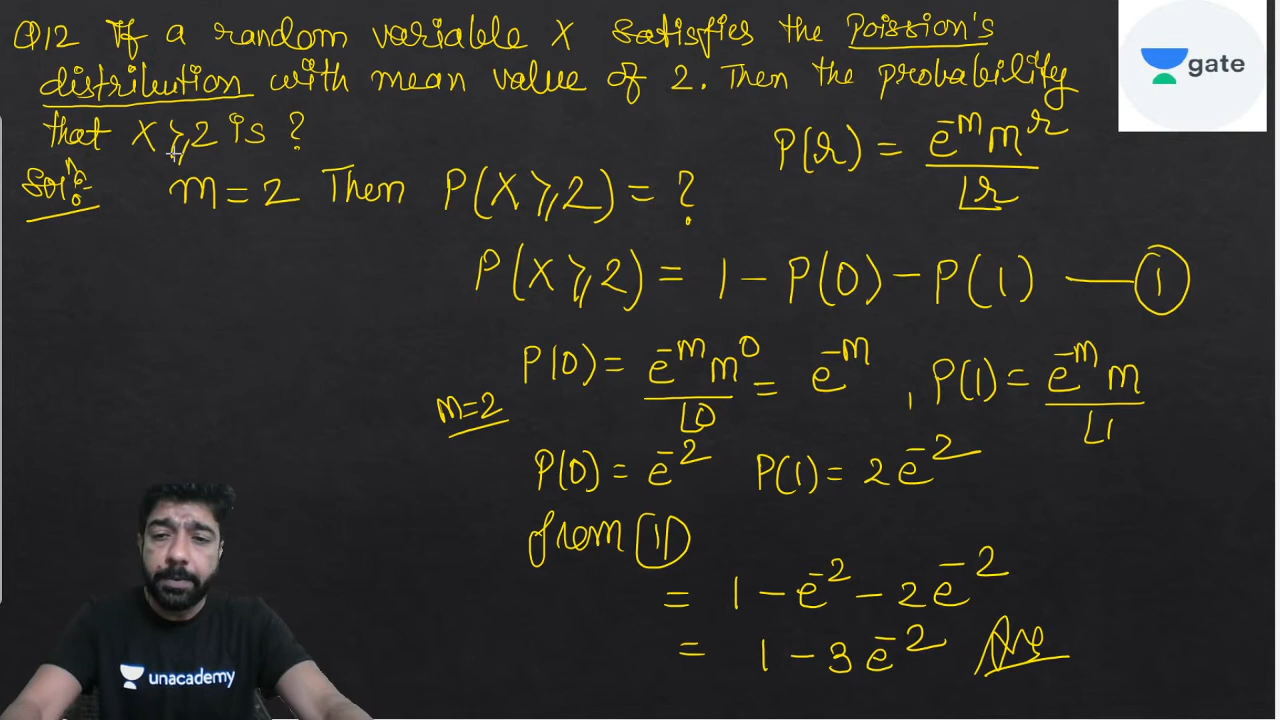 Q12 If a random variable X satisfies the Poission's
distribution with mean value of 2. Then the probability
that X ⩾ 2 is ?
gate
P(r) = e^{-m} m^r / ∟r
Solⁿ:- m = 2 Then P(X ⩾ 2) = ?
P(X ⩾ 2) = 1 - P(0) - P(1) — ①
P(0) = e^{-m} m^0 / ∟0 = e^{-m} , P(1) = e^{-m} m / ∟1
m=2
P(0) = e^{-2} P(1) = 2e^{-2}
from (1)
= 1 - e^{-2} - 2e^{-2}
= 1 - 3e^{-2} Ans
unacademy